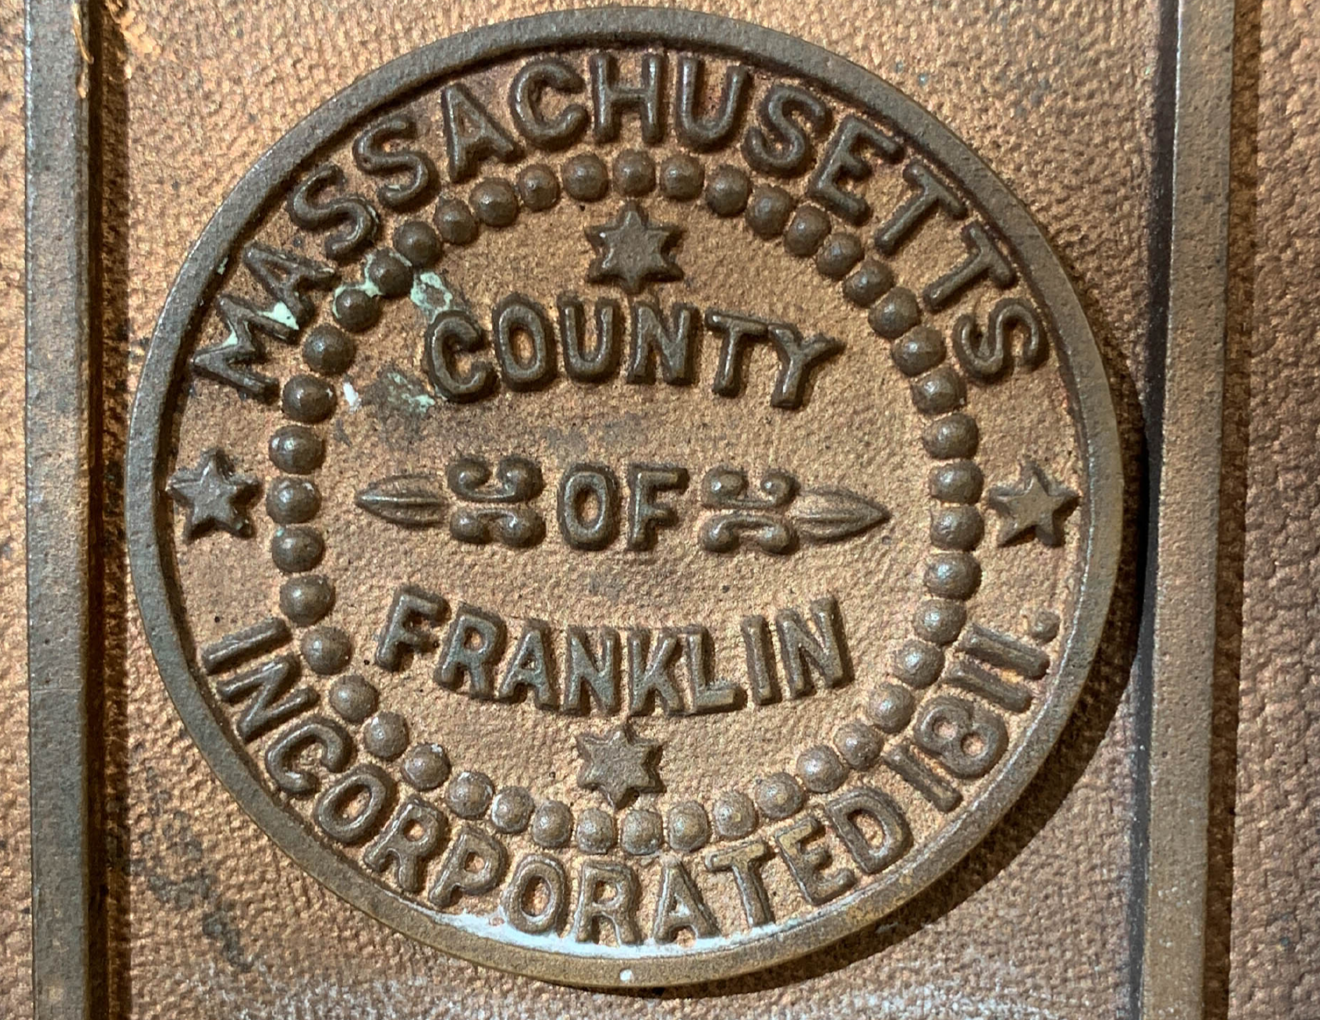 MASSACHUSETTS
COUNTY
OF
FRANKLIN
INCORPORATED 1811.